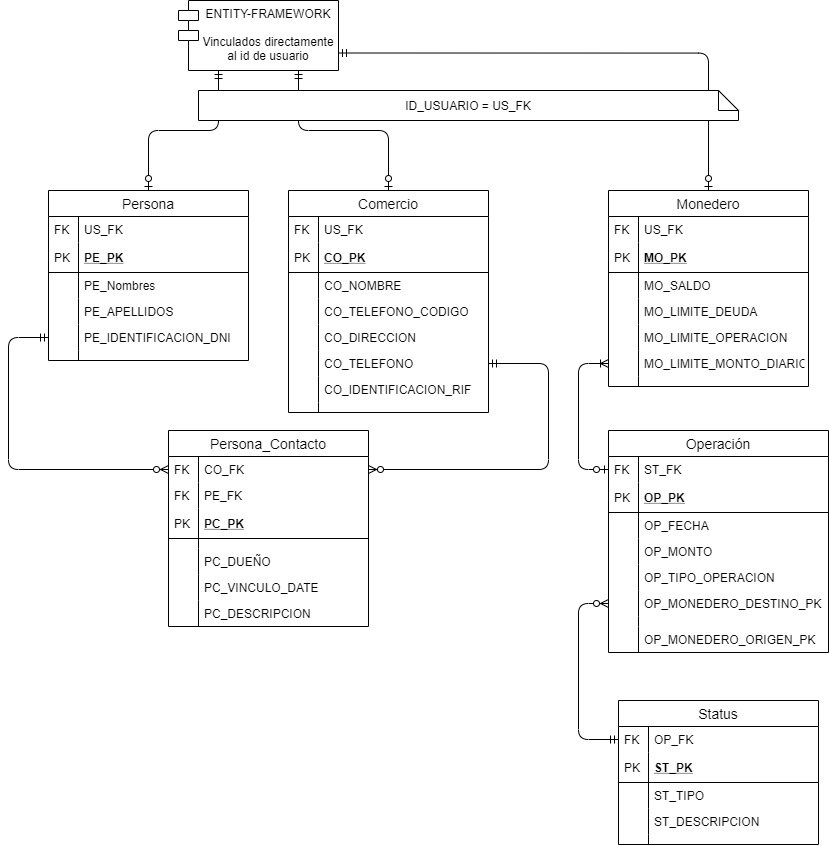 ENTITY-FRAMEWORK
Vinculados directamente
al id de usuario
ID_USUARIO = US_FK
Persona
FK US_FK
PK PE_PK
PE_Nombres
PE_APELLIDOS
PE_IDENTIFICACION_DNI
Comercio
FK US_FK
PK CO_PK
CO_NOMBRE
CO_TELEFONO_CODIGO
CO_DIRECCION
CO_TELEFONO
CO_IDENTIFICACION_RIF
Monedero
FK US_FK
PK MO_PK
MO_SALDO
MO_LIMITE_DEUDA
MO_LIMITE_OPERACION
MO_LIMITE_MONTO_DIARIO
Persona_Contacto
FK CO_FK
FK PE_FK
PK PC_PK
PC_DUEÑO
PC_VINCULO_DATE
PC_DESCRIPCION
Operación
FK ST_FK
PK OP_PK
OP_FECHA
OP_MONTO
OP_TIPO_OPERACION
OP_MONEDERO_DESTINO_PK
OP_MONEDERO_ORIGEN_PK
Status
FK OP_FK
PK ST_PK
ST_TIPO
ST_DESCRIPCION